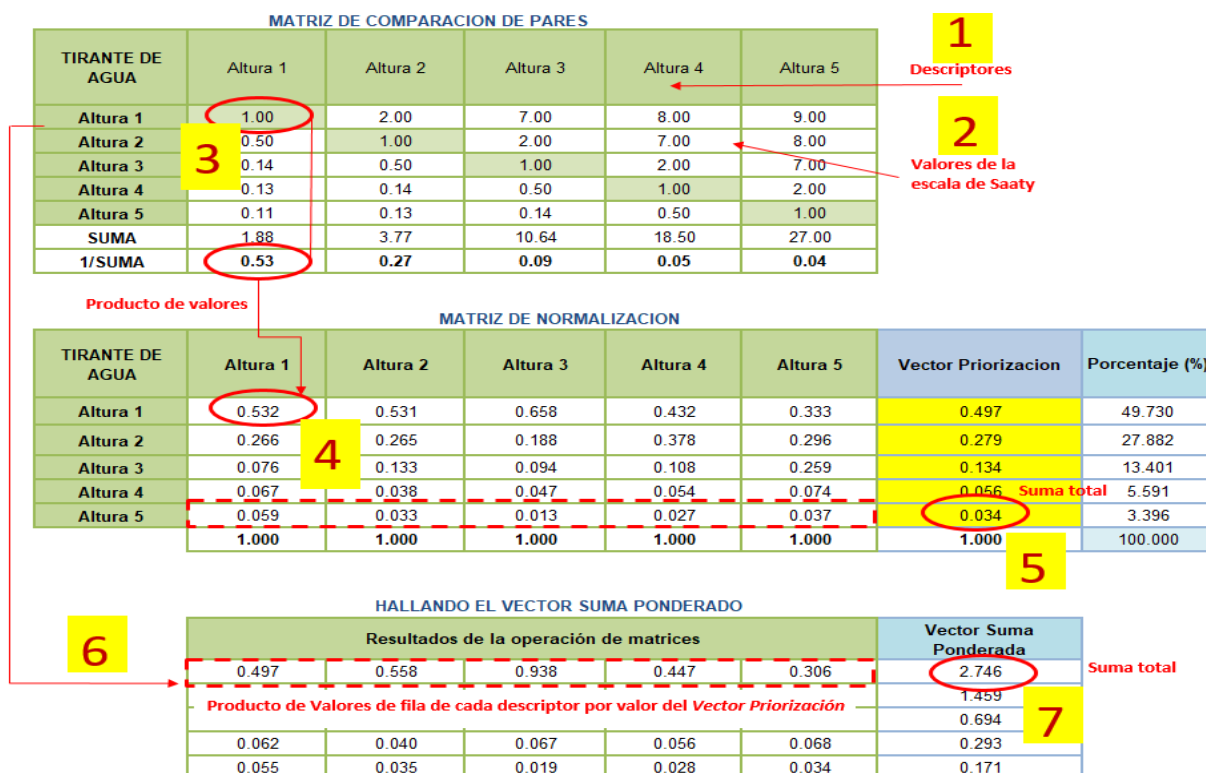 MATRIZ DE COMPARACION DE PARES
TIRANTE DE AGUA Altura 1 Altura 2 Altura 3 Altura 4 Altura 5
1
Descriptores
Altura 1 1.00 2.00 7.00 8.00 9.00
Altura 2 0.50 1.00 2.00 7.00 8.00
Altura 3 0.14 0.50 1.00 2.00 7.00
Altura 4 0.13 0.14 0.50 1.00 2.00
Altura 5 0.11 0.13 0.14 0.50 1.00
SUMA 1.88 3.77 10.64 18.50 27.00
1/SUMA 0.53 0.27 0.09 0.05 0.04
2
Valores de la
escala de Saaty
3
Producto de valores
MATRIZ DE NORMALIZACION
TIRANTE DE AGUA Altura 1 Altura 2 Altura 3 Altura 4 Altura 5 Vector Priorizacion Porcentaje (%)
Altura 1 0.532 0.531 0.658 0.432 0.333 0.497 49.730
Altura 2 0.266 0.265 0.188 0.378 0.296 0.279 27.882
Altura 3 0.076 0.133 0.094 0.108 0.259 0.134 13.401
Altura 4 0.067 0.038 0.047 0.054 0.074 0.056 Suma total 5.591
Altura 5 0.059 0.033 0.013 0.027 0.037 0.034 3.396
1.000 1.000 1.000 1.000 1.000 1.000 100.000
4
5
HALLANDO EL VECTOR SUMA PONDERADO
6
Resultados de la operación de matrices Vector Suma Ponderada
0.497 0.558 0.938 0.447 0.306 2.746 Suma total
1.459
Producto de Valores de fila de cada descriptor por valor del Vector Priorización
0.694
7
0.062 0.040 0.067 0.056 0.068 0.293
0.055 0.035 0.019 0.028 0.034 0.171